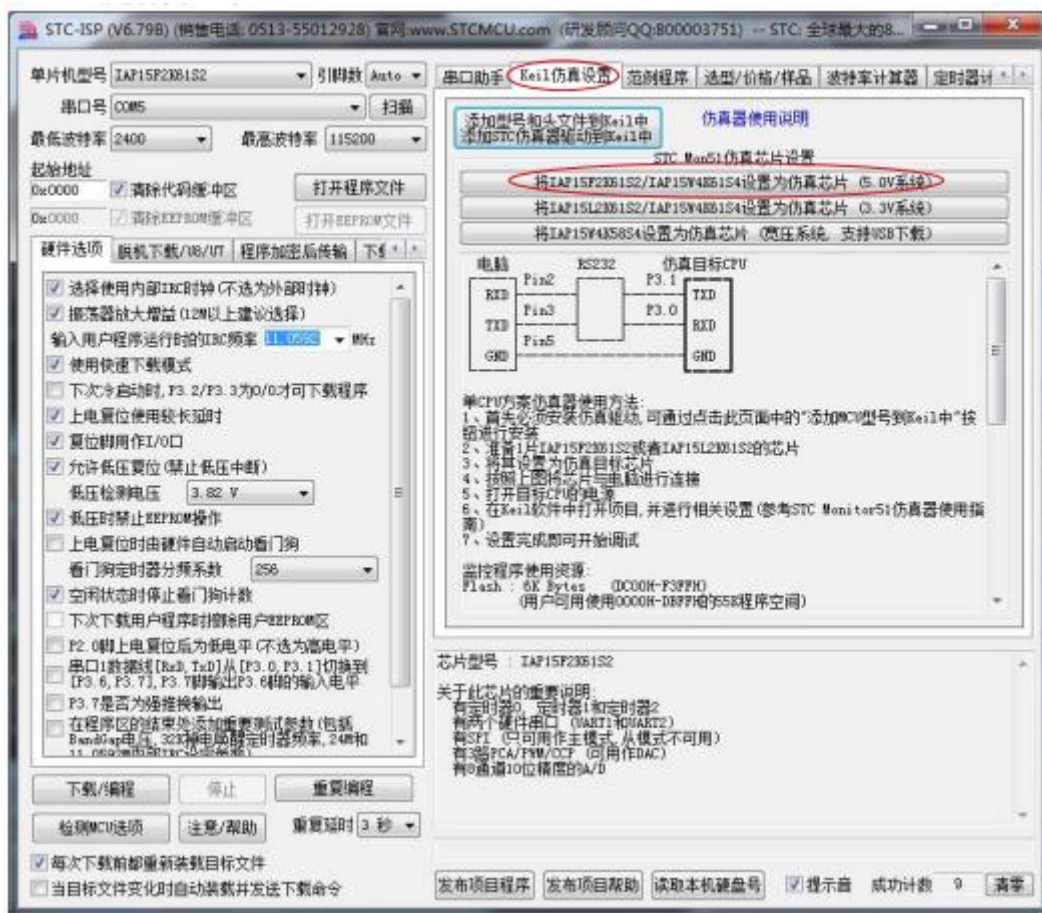 STC-ISP (V6.79B) (销售电话: 0513-55012928) 官网:www.STCMCU.com (研发顾问QQ:800003751) -- STC: 全球最大的8...
单片机型号 IAP15F2K61S2 引脚数 Auto
串口号 COM5 扫描
最低波特率 2400 最高波特率 115200
起始地址
0x0000 清除代码缓冲区 打开程序文件
0x0000 清除EEPROM缓冲区 打开EEPROM文件
硬件选项 脱机下载/U8/U7 程序加密后传输
选择使用内部IRC时钟(不选为外部时钟)
振荡器放大增益(12M以上建议选择)
输入用户程序运行时的IRC频率 11.0592 MHz
使用快速下载模式
下次冷启动时,P3.2/P3.3为0/0才可下载程序
上电复位使用较长延时
复位脚用作I/O口
允许低压复位(禁止低压中断)
低压检测电压 3.82 V
低压时禁止EEPROM操作
上电复位时由硬件自动启动看门狗
看门狗定时器分频系数 256
空闲状态时停止看门狗计数
下次下载用户程序时擦除用户EEPROM区
P2.0脚上电复位后为低电平(不选为高电平)
串口1数据线[RxD,TxD]从[P3.0,P3.1]切换到
[P3.6,P3.7],P3.7脚输出P3.6脚的输入电平
P3.7是否为强推挽输出
在程序区的结束处添加重要测试参数(包括
BandGap电压,32K掉电唤醒定时器频率,24M和
下载/编程 停止 重复编程
检测MCU选项 注意/帮助 重复延时 3 秒
每次下载前都重新装载目标文件
当目标文件变化时自动装载并发送下载命令
串口助手 Keil仿真设置 范例程序 选型/价格/样品 波特率计算器 定时器计
添加型号和头文件到Keil中
添加STC仿真器驱动到Keil中
仿真器使用说明
STC Mon51仿真芯片设置
将IAP15F2K61S2/IAP15W4K61S4设置为仿真芯片 (5.0V系统)
将IAP15L2K61S2/IAP15W4K61S4设置为仿真芯片 (3.3V系统)
将IAP15W4K58S4设置为仿真芯片 (宽压系统, 支持USB下载)
电脑 RS232 仿真目标CPU
RXD Pin2 P3.1 TXD
TXD Pin3 P3.0 RXD
GND Pin5 GND
单CPU方案仿真器使用方法:
1、首先必须安装仿真驱动,可通过点击此页面中的"添加MCU型号到Keil中"按
钮进行安装
2、准备1片IAP15F2K61S2或者IAP15L2K61S2的芯片
3、将其设置为仿真目标芯片
4、按照上图将芯片与电脑进行连接
5、打开目标CPU的电源
6、在Keil软件中打开项目,并进行相关设置(参考STC Monitor51仿真器使用指
南)
7、设置完成即可开始调试
监控程序使用资源:
Flash : 6K Bytes (DC00H-F3FFH)
(用户可用使用0000H-DBFFH的55K程序空间)
芯片型号 : IAP15F2K61S2
关于此芯片的重要说明:
有定时器0, 定时器1和定时器2
有两个硬件串口 (UART1和UART2)
有SPI (只可用作主模式,从模式不可用)
有3路PCA/PWM/CCP (可用作DAC)
有8通道10位精度的A/D
发布项目程序 发布项目帮助 读取本机硬盘号 提示音 成功计数 9 清零